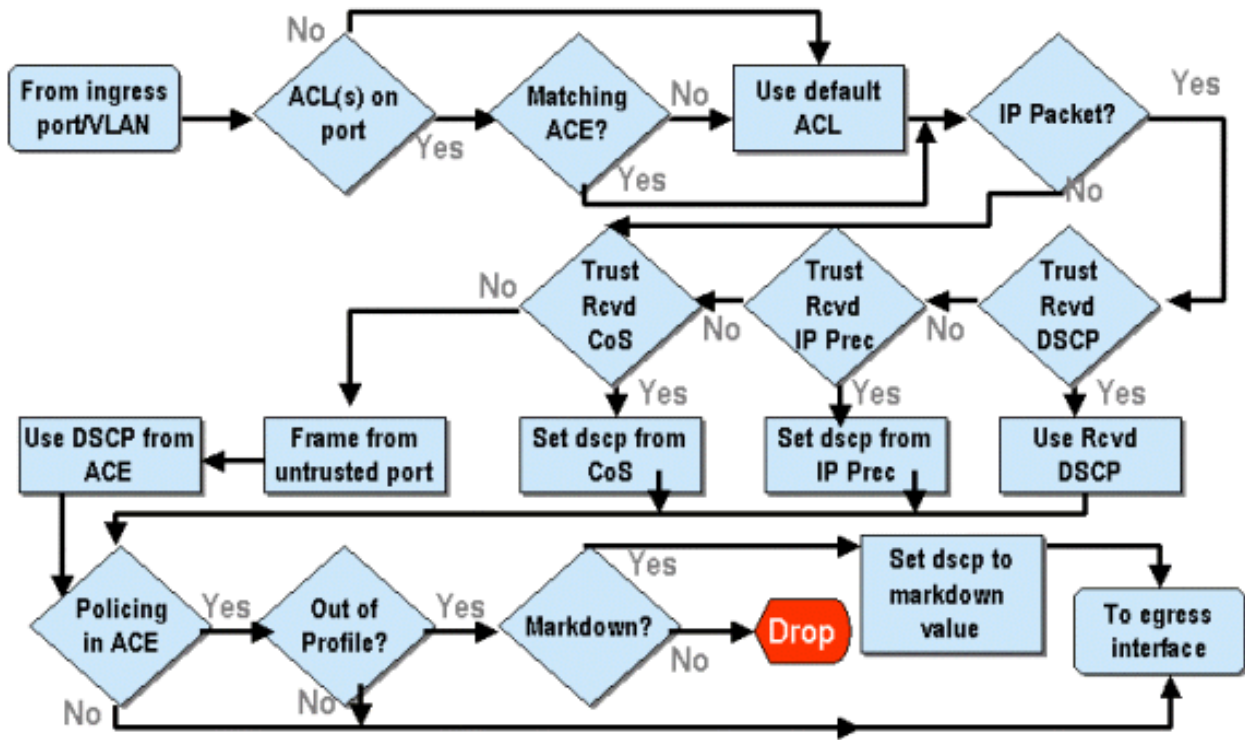 No
From ingress
port/VLAN
ACL(s) on
port
Yes
Matching
ACE?
No
Yes
Use default
ACL
IP Packet?
Yes
No
Trust
Rcvd
CoS
No
Yes
Trust
Rcvd
IP Prec
No
Yes
Trust
Rcvd
DSCP
No
Yes
Use DSCP from
ACE
Frame from
untrusted port
Set dscp from
CoS
Set dscp from
IP Prec
Use Rcvd
DSCP
Policing
in ACE
Yes
No
Out of
Profile?
Yes
No
Markdown?
Yes
No
Drop
Set dscp to
markdown
value
To egress
interface